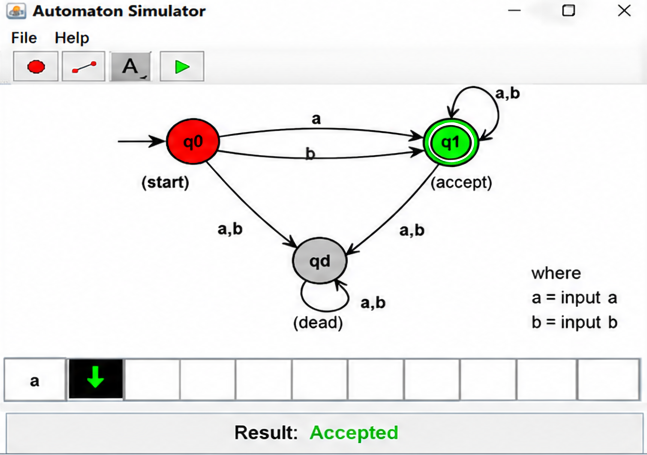 Automaton Simulator
File Help
A
a
a,b
q0
q1
b
(start)
(accept)
a,b
a,b
qd
where
a,b
a = input a
(dead)
b = input b
a
Result: Accepted